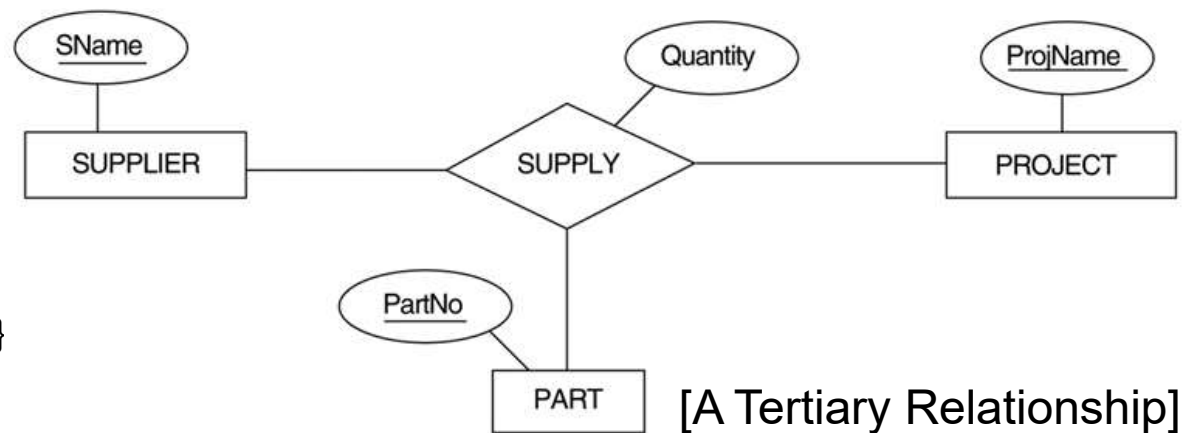 SName
Quantity
ProjName
SUPPLIER
SUPPLY
PROJECT
PartNo
}
PART
[A Tertiary Relationship]